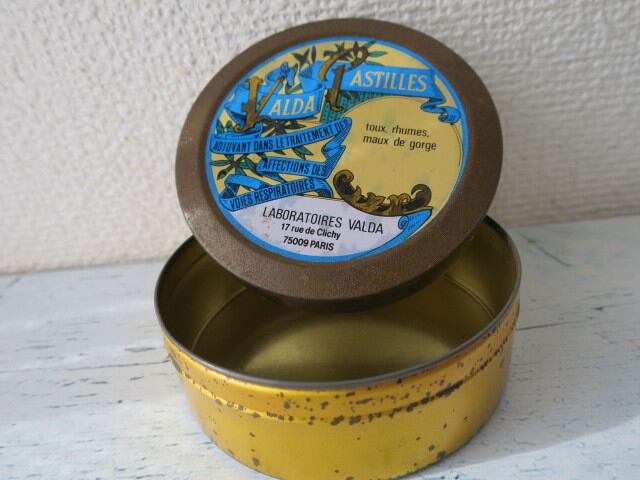 VALDA PASTILLES
ADJUVANT DANS LE TRAITEMENT DES
AFFECTIONS DES
VOIES RESPIRATOIRES
toux, rhumes,
maux de gorge
LABORATOIRES VALDA
17 rue de Clichy
75009 PARIS